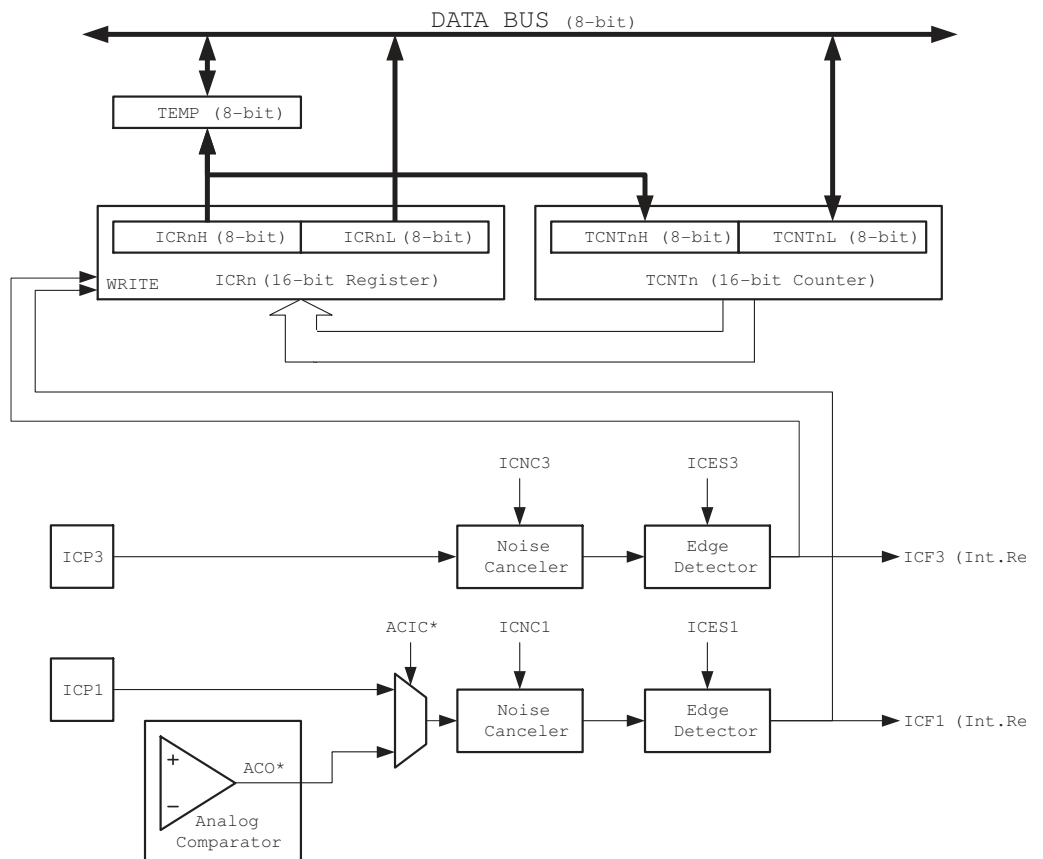 DATA BUS (8-bit)
TEMP (8-bit)
ICRnH (8-bit)
ICRnL (8-bit)
TCNTnH (8-bit)
TCNTnL (8-bit)
WRITE
ICRn (16-bit Register)
TCNTn (16-bit Counter)
ICNC3
ICES3
ICP3
Noise
Canceler
Edge
Detector
ICF3 (Int.Re
ACIC*
ICNC1
ICES1
ICP1
Noise
Canceler
Edge
Detector
ICF1 (Int.Re
+
ACO*
−
Analog
Comparator